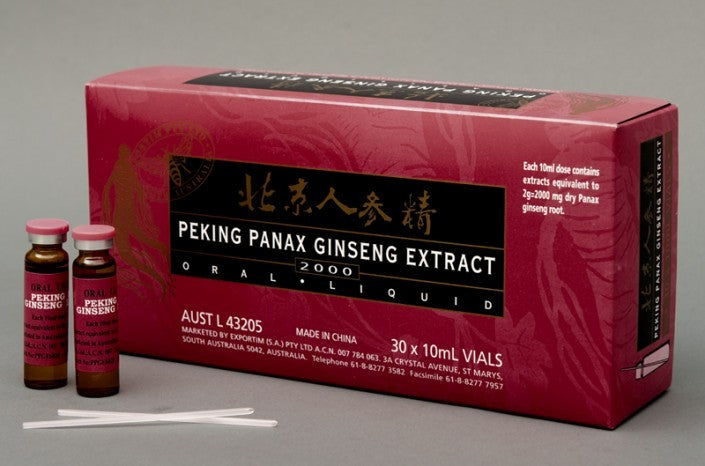 北京人参精
PEKING PANAX GINSENG EXTRACT
2000
ORAL • LIQUID
Each 10ml dose contains
extracts equivalent to
2g=2000 mg dry Panax
ginseng root.
AUST L 43205
MADE IN CHINA
30 x 10mL VIALS
MARKETED BY EXPORTIM (S.A.) PTY LTD A.C.N. 007 784 063, 3A CRYSTAL AVENUE, ST MARYS,
SOUTH AUSTRALIA 5042, AUSTRALIA. Telephone 61-8-8277 3582 Facsimile 61-8-8277 7957
北京人参精
PEKING PANAX GINSENG EXTRACT
ORAL
PEKING
GINSENG
PEKING
GINSENG